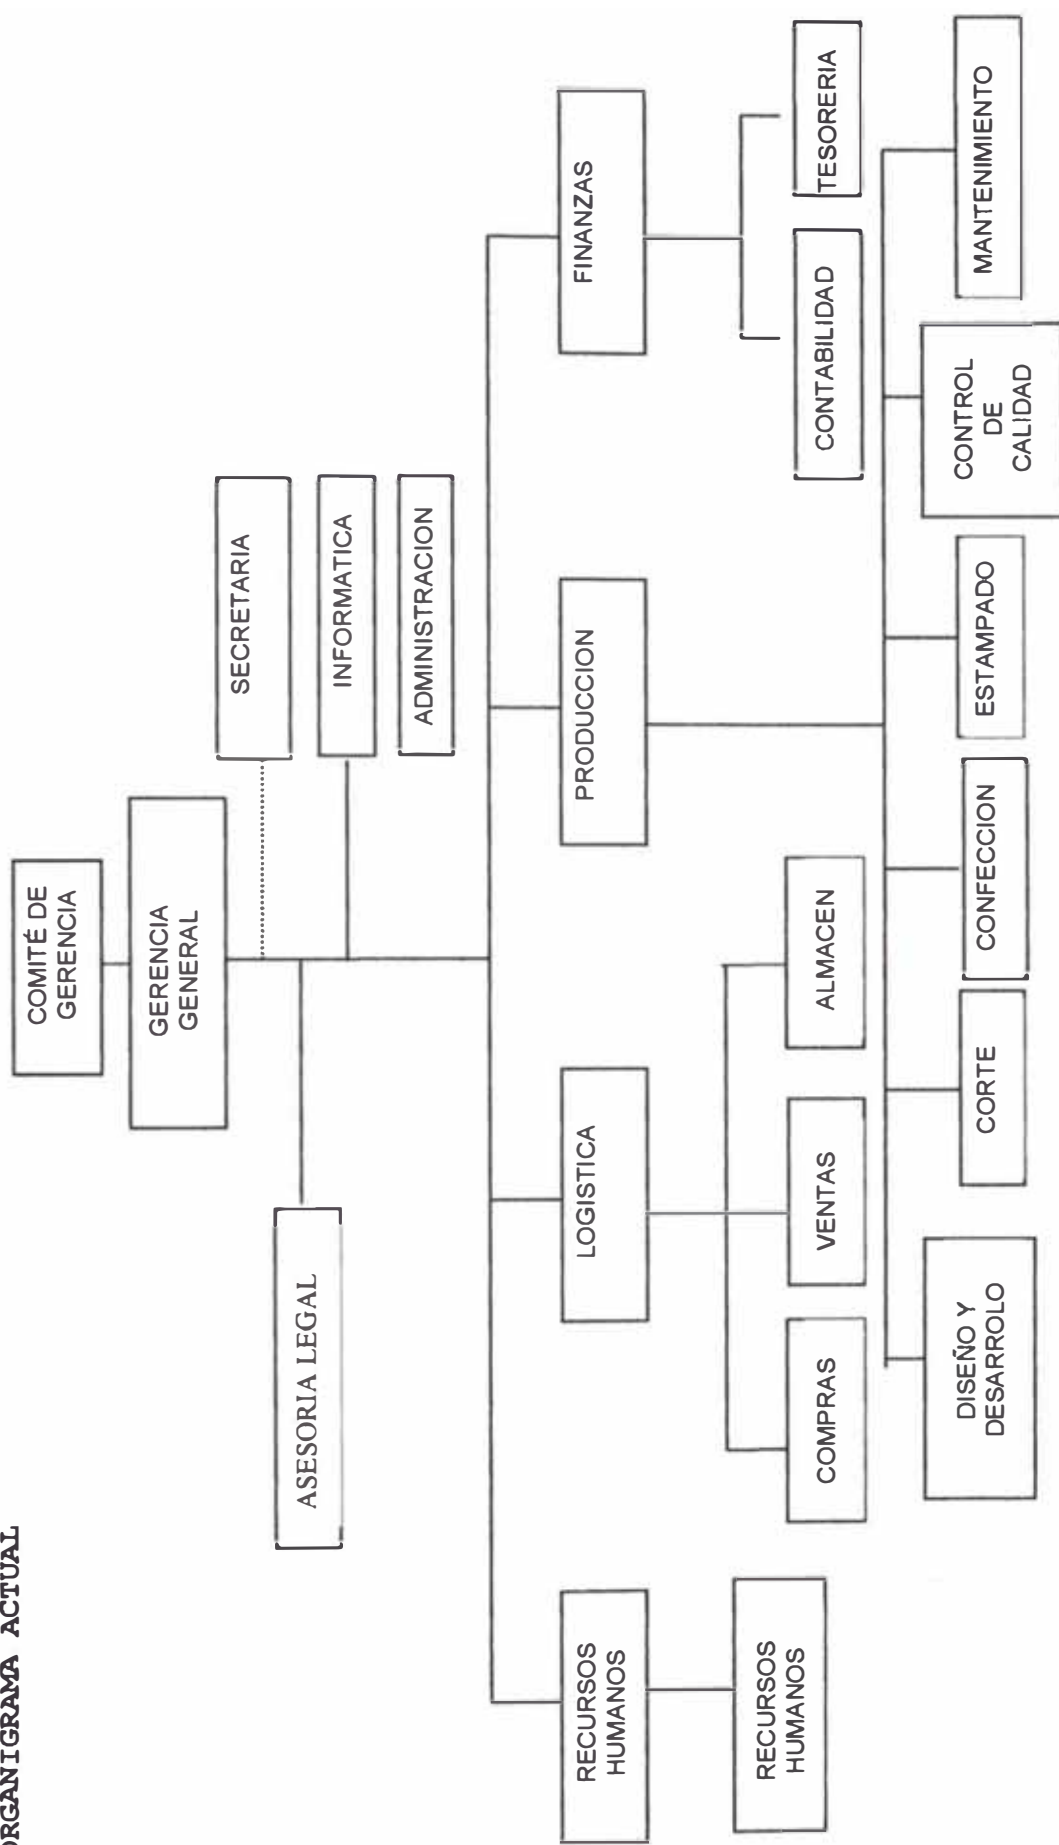 ORGANIGRAMA ACTUAL
COMITÉ DE
GERENCIA
GERENCIA
GENERAL
SECRETARIA
ASESORIA LEGAL
INFORMATICA
ADMINISTRACION
RECURSOS
HUMANOS
LOGISTICA
PRODUCCION
FINANZAS
RECURSOS
HUMANOS
COMPRAS
VENTAS
ALMACEN
CONTABILIDAD
TESORERIA
DISEÑO Y
DESARROLO
CORTE
CONFECCION
ESTAMPADO
CONTROL
DE
CALIDAD
MANTENIMIENTO